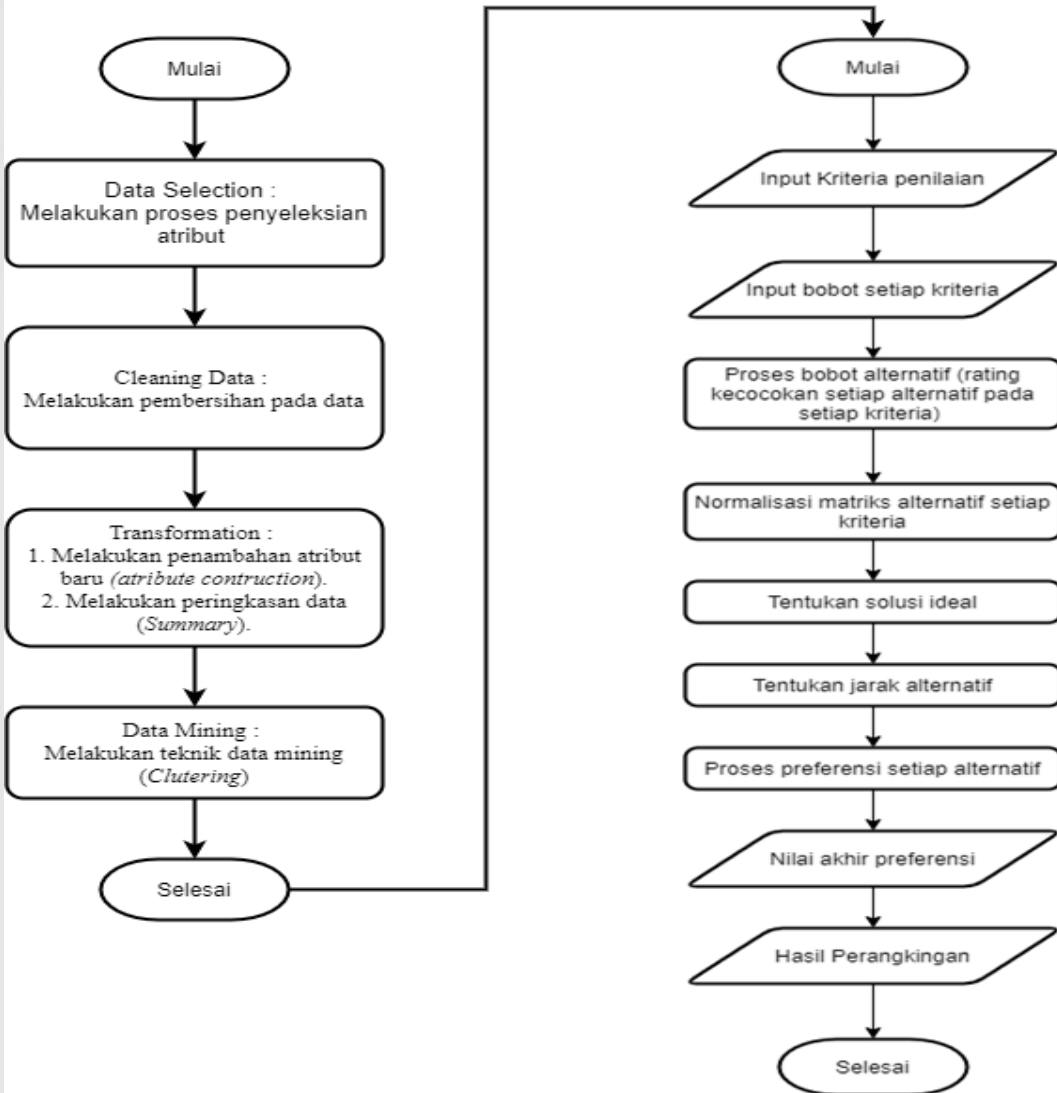 Mulai
Data Selection :
Melakukan proses penyeleksian
atribut
Cleaning Data :
Melakukan pembersihan pada data
Transformation :
1. Melakukan penambahan atribut
baru (atribute contruction).
2. Melakukan peringkasan data
(Summary).
Data Mining :
Melakukan teknik data mining
(Clutering)
Selesai
Mulai
Input Kriteria penilaian
Input bobot setiap kriteria
Proses bobot alternatif (rating
kecocokan setiap alternatif pada
setiap kriteria)
Normalisasi matriks alternatif setiap
kriteria
Tentukan solusi ideal
Tentukan jarak alternatif
Proses preferensi setiap alternatif
Nilai akhir preferensi
Hasil Perangkingan
Selesai